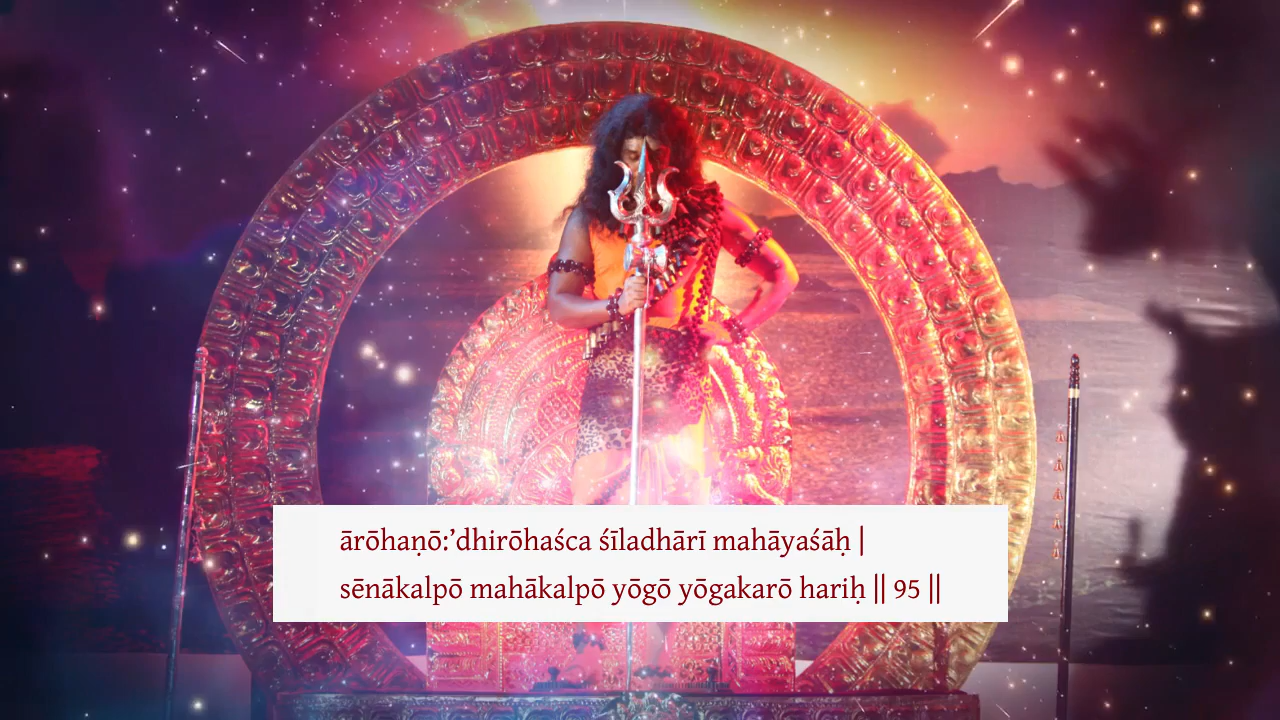 ārōhaṇō:’dhirōhaśca śīladhārī mahāyaśāḥ |
sēnākalpō mahākalpō yōgō yōgakarō hariḥ || 95 ||